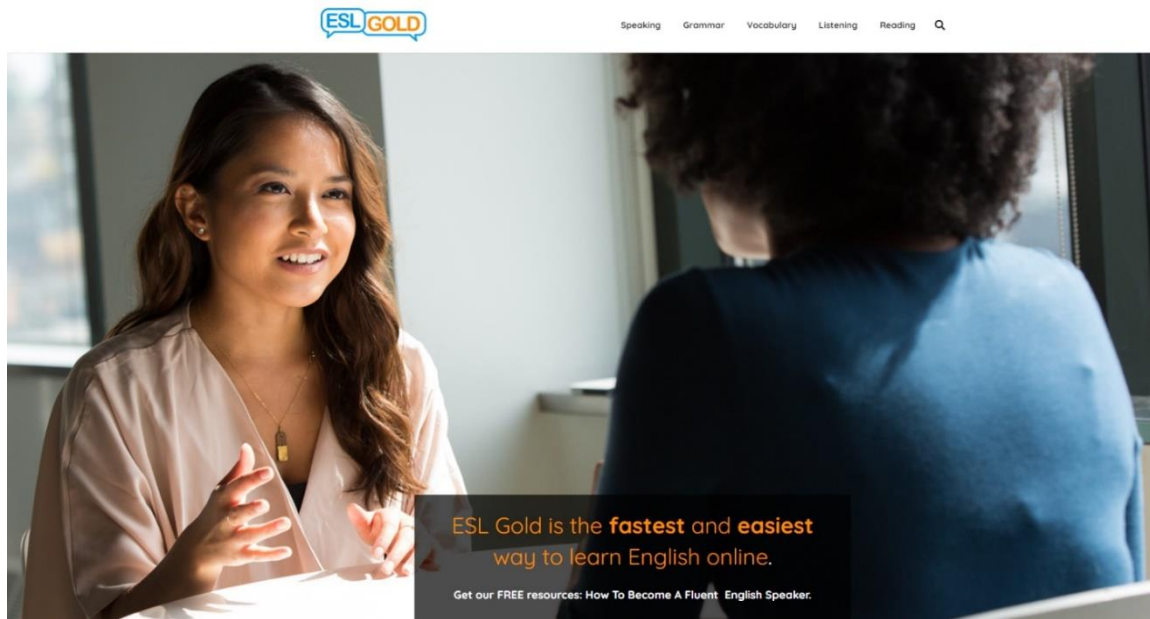 ESL GOLD
Speaking Grammar Vocabulary Listening Reading
ESL Gold is the fastest and easiest
way to learn English online.
Get our FREE resources: How To Become A Fluent English Speaker.